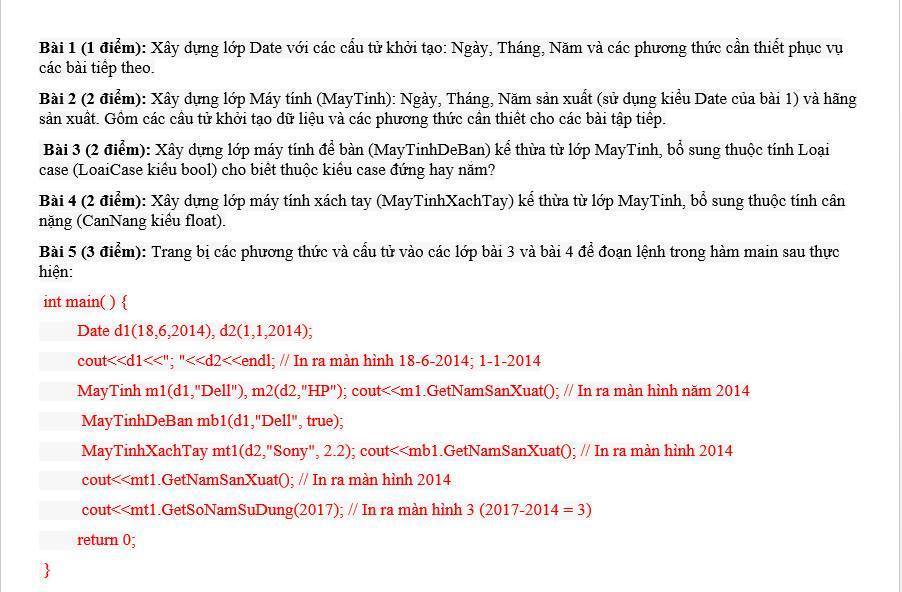 Bài 1 (1 điểm): Xây dựng lớp Date với các cấu tử khởi tạo: Ngày, Tháng, Năm và các phương thức cần thiết phục vụ
các bài tiếp theo.
Bài 2 (2 điểm): Xây dựng lớp Máy tính (MayTinh): Ngày, Tháng, Năm sản xuất (sử dụng kiểu Date của bài 1) và hãng
sản xuất. Gồm các cấu tử khởi tạo dữ liệu và các phương thức cần thiết cho các bài tập tiếp.
Bài 3 (2 điểm): Xây dựng lớp máy tính để bàn (MayTinhDeBan) kế thừa từ lớp MayTinh, bổ sung thuộc tính Loại
case (LoaiCase kiểu bool) cho biết thuộc kiểu case đứng hay nằm?
Bài 4 (2 điểm): Xây dựng lớp máy tính xách tay (MayTinhXachTay) kế thừa từ lớp MayTinh, bổ sung thuộc tính cân
nặng (CanNang kiểu float).
Bài 5 (3 điểm): Trang bị các phương thức và cấu tử vào các lớp bài 3 và bài 4 để đoạn lệnh trong hàm main sau thực
hiện:
int main( ) {
Date d1(18,6,2014), d2(1,1,2014);
cout<<d1<<"; "<<d2<<endl; // In ra màn hình 18-6-2014; 1-1-2014
MayTinh m1(d1,"Dell"), m2(d2,"HP"); cout<<m1.GetNamSanXuat(); // In ra màn hình năm 2014
MayTinhDeBan mb1(d1,"Dell", true);
MayTinhXachTay mt1(d2,"Sony", 2.2); cout<<mb1.GetNamSanXuat(); // In ra màn hình 2014
cout<<mt1.GetNamSanXuat(); // In ra màn hình 2014
cout<<mt1.GetSoNamSuDung(2017); // In ra màn hình 3 (2017-2014 = 3)
return 0;
}